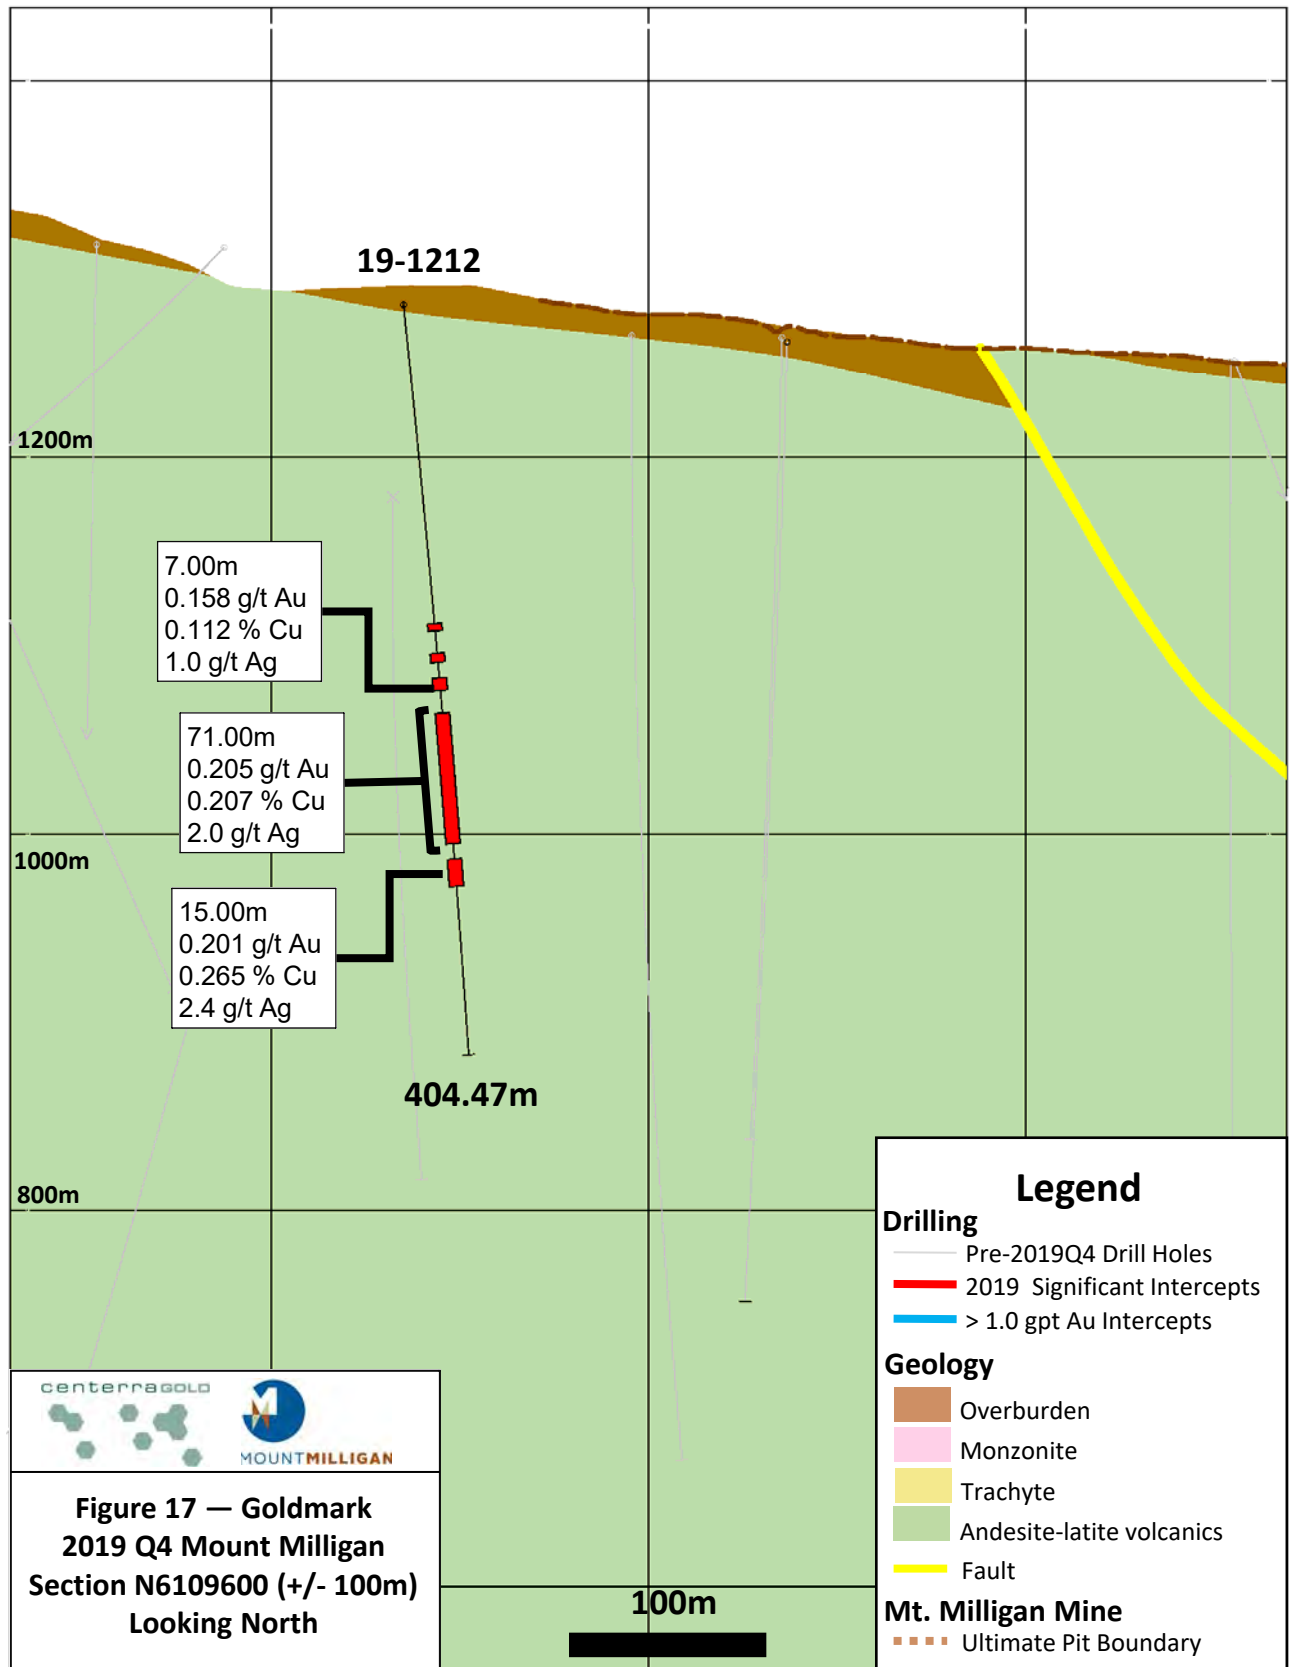 19-1212
1200m
7.00m
0.158 g/t Au
0.112 % Cu
1.0 g/t Ag
71.00m
0.205 g/t Au
0.207 % Cu
2.0 g/t Ag
1000m
15.00m
0.201 g/t Au
0.265 % Cu
2.4 g/t Ag
404.47m
800m
Legend
Drilling
Pre-2019Q4 Drill Holes
2019 Significant Intercepts
> 1.0 gpt Au Intercepts
Geology
Overburden
Monzonite
Trachyte
Andesite-latite volcanics
Fault
Mt. Milligan Mine
Ultimate Pit Boundary
centerraGOLD
MOUNTMILLIGAN
Figure 17 — Goldmark
2019 Q4 Mount Milligan
Section N6109600 (+/- 100m)
Looking North
100m